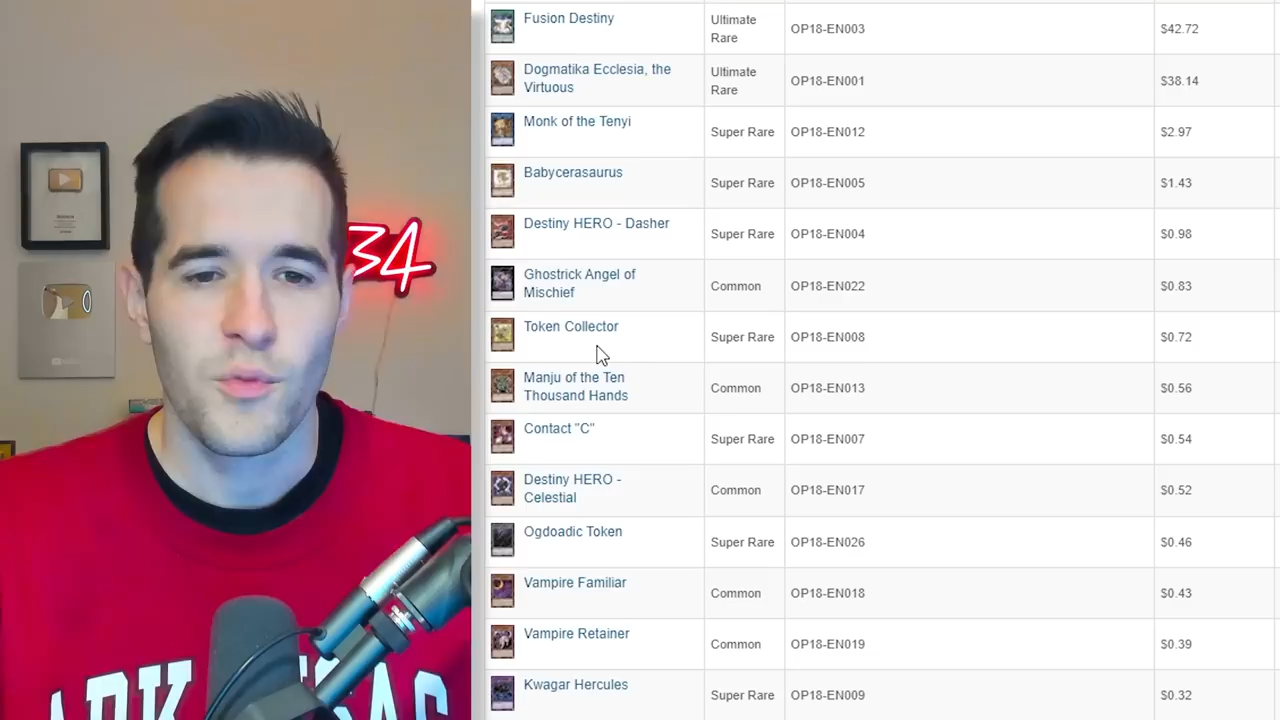 Fusion Destiny
Ultimate
Rare
OP18-EN003
$42.72
Dogmatika Ecclesia, the
Virtuous
Ultimate
Rare
OP18-EN001
$38.14
Monk of the Tenyi
Super Rare
OP18-EN012
$2.97
Babycerasaurus
Super Rare
OP18-EN005
$1.42
Destiny HERO - Dasher
Super Rare
OP18-EN004
$0.98
Ghostrick Angel of
Mischief
Common
OP18-EN022
$0.83
Token Collector
Super Rare
OP18-EN008
$0.72
Manju of the Ten
Thousand Hands
Common
OP18-EN013
$0.56
Contact "C"
Super Rare
OP18-EN007
$0.54
Destiny HERO -
Celestial
Common
OP18-EN017
$0.52
Ogdoadic Token
Super Rare
OP18-EN026
$0.46
Vampire Familiar
Common
OP18-EN018
$0.43
Vampire Retainer
Common
OP18-EN019
$0.39
Kwagar Hercules
Super Rare
OP18-EN009
$0.32
34